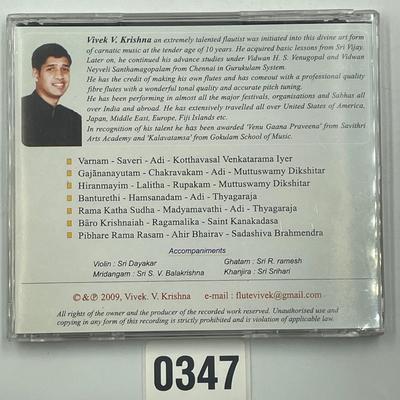 Vivek V. Krishna an extremely talented flautist was initiated into this divine art
form of carnatic music at the tender age of 10 years. He acquired basic lessons from Sri Vijay.
Later on, he continued his advance studies under Vidwan H. S. Venugopal and Vidwan
Neyveli Santhamagopalam from Chennai in Gurukulam System.
He has the credit of making his own flutes and has comeout with a professional quality
fibre flutes with a wonderful tonal quality and accurate pitch tuning.
He has been performing in almost all the major festivals, organisations and Sabhas all
over India and abroad. He has extensively travelled all over United States of America,
Japan, Middle East, Europe, Fiji Islands etc.
In recognition of his talent he has been awarded 'Venu Gaana Praveena' from Savithri
Arts Academy and 'Kalavatamsa' from Gokulam School of Music.
Varnam - Saveri - Adi - Kotthavasal Venkatarama Iyer
Gajānanayutam - Chakravakam - Adi - Muttuswamy Dikshitar
Hiranmayim - Lalitha - Rupakam - Muttuswamy Dikshitar
Banturethi - Hamsanadam - Adi - Thyagaraja
Rama Katha Sudha - Madyamavathi - Adi - Thyagaraja
Bāro Krishnaiah - Ragamalika - Saint Kanakadasa
Pibhare Rama Rasam - Ahir Bhairav - Sadashiva Brahmendra
Accompaniments
Violin : Sri Dayakar Ghatam : Sri R. ramesh
Mridangam : Sri S. V. Balakrishna Khanjira : Sri Srihari
© & ℗ 2009, Vivek. V. Krishna e-mail : flutevivek@gmail.com
All rights of the owner and the producer of the recorded work reserved. Unauthorised use and
copying in any form of this recording is strictly prohibited and is violation of applicable law.
0347